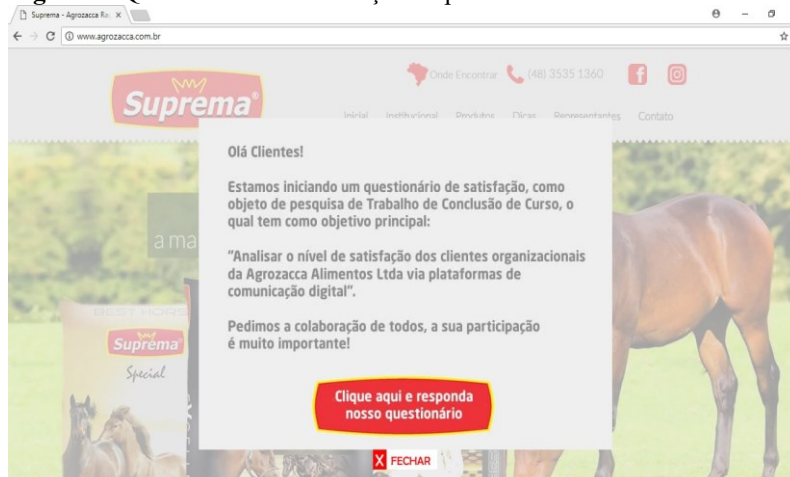 Suprema - Agrozacca Ra
www.agrozacca.com.br
Onde Encontrar
(48) 3535 1360
Suprema®
Inicial Institucional Produtos Dicas Representantes Contato
Olá Clientes!
Estamos iniciando um questionário de satisfação, como
objeto de pesquisa de Trabalho de Conclusão de Curso, o
qual tem como objetivo principal:
a ma
"Analisar o nível de satisfação dos clientes organizacionais
da Agrozacca Alimentos Ltda via plataformas de
comunicação digital".
Pedimos a colaboração de todos, a sua participação
é muito importante!
BEST HORSE
Suprema
Special
Clique aqui e responda
nosso questionário
X FECHAR